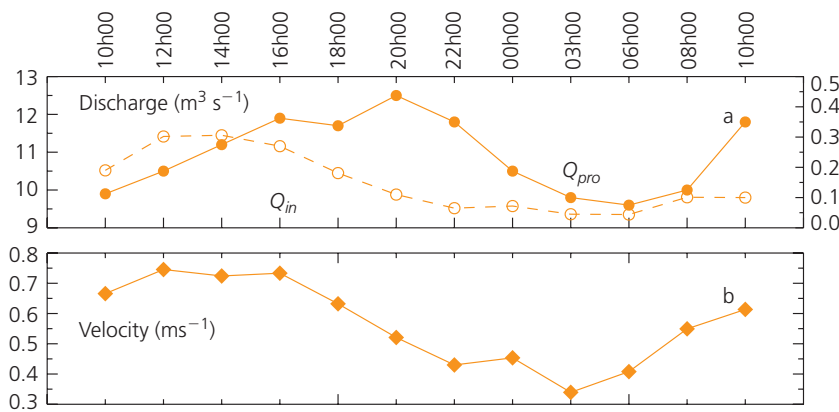 10h00 12h00 14h00 16h00 18h00 20h00 22h00 00h00 03h00 06h00 08h00 10h00
13 0.5
Discharge (m³ s⁻¹) a
12 0.4
11 0.3
Q_pro 0.2
10 0.1
Q_in
9 0.0
0.8
0.7 b
0.6
Velocity (ms⁻¹)
0.5
0.4
0.3